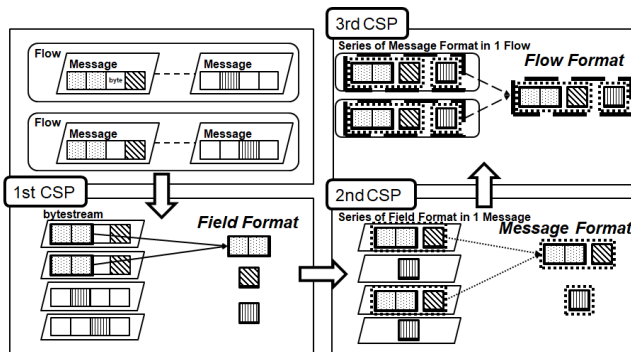 Flow
Message
Message
byte
Flow
Message
Message
1st CSP
bytestream
Field Format
2nd CSP
Series of Field Format in 1 Message
Message Format
3rd CSP
Series of Message Format in 1 Flow
Flow Format